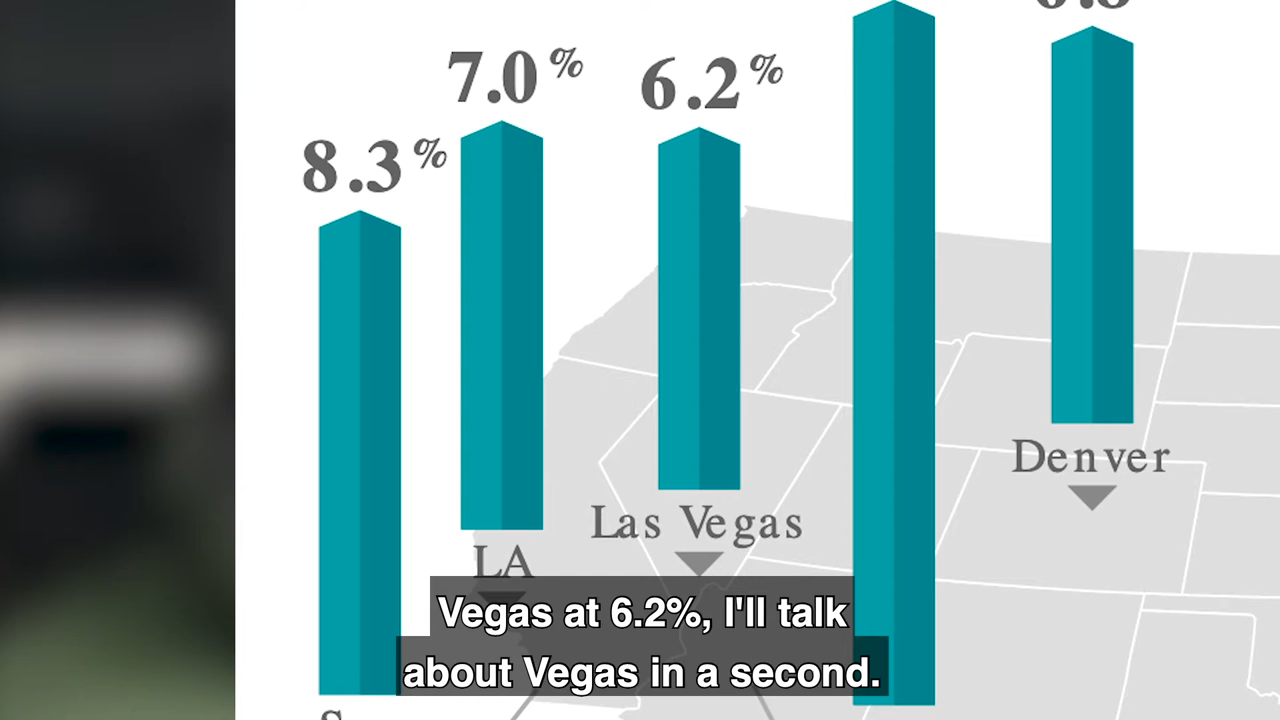 7.0%
6.2%
8.3%
Denver
Las Vegas
LA
Vegas at 6.2%, I'll talk
about Vegas in a second.